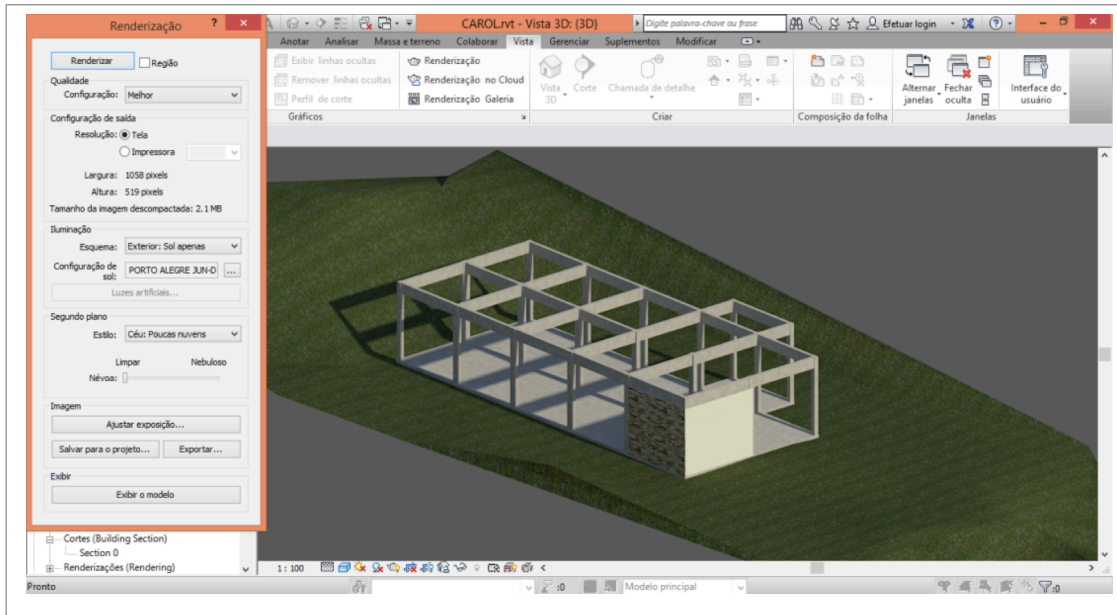 Renderização
?
×
Renderizar
Região
Qualidade
Configuração: Melhor
Configuração de saída
Resolução: Tela
Impressora
Largura: 1058 pixels
Altura: 519 pixels
Tamanho da imagem descompactada: 2.1 MB
Iluminação
Esquema: Exterior: Sol apenas
Configuração de sol: PORTO ALEGRE JUN-D ...
Luzes artificiais...
Segundo plano
Estilo: Céu: Poucas nuvens
Limpar Nebuloso
Névoa:
Imagem
Ajustar exposição...
Salvar para o projeto... Exportar...
Exibir
Exibir o modelo
Cortes (Building Section)
Section 0
Renderizações (Rendering)
Pronto
CAROL.rvt - Vista 3D: {3D}
Digite palavra-chave ou frase
Efetuar login
Anotar Analisar Massa e terreno Colaborar Vista Gerenciar Suplementos Modificar
Exibir linhas ocultas
Remover linhas ocultas
Perfil de corte
Gráficos
Renderização
Renderização no Cloud
Renderização Galeria
Vista 3D
Corte
Chamada de detalhe
Criar
Composição da folha
Alternar janelas
Fechar oculta
Interface do usuário
Janelas
1 : 100
:0
Modelo principal
:0